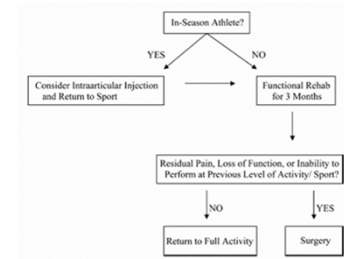 In-Season Athlete?
YES
NO
Consider Intraarticular Injection
and Return to Sport
Functional Rehab
for 3 Months
Residual Pain, Loss of Function, or Inability to
Perform at Previous Level of Activity/ Sport?
NO
YES
Return to Full Activity
Surgery